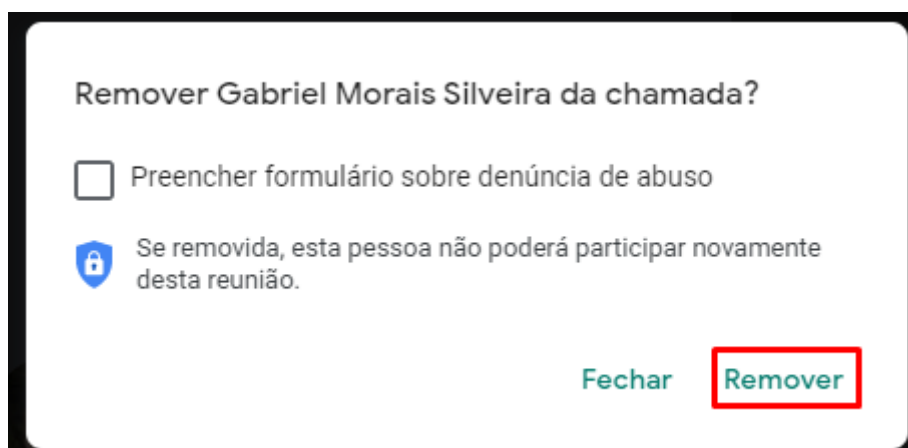 Remover Gabriel Morais Silveira da chamada?
Preencher formulário sobre denúncia de abuso
Se removida, esta pessoa não poderá participar novamente
desta reunião.
Fechar Remover